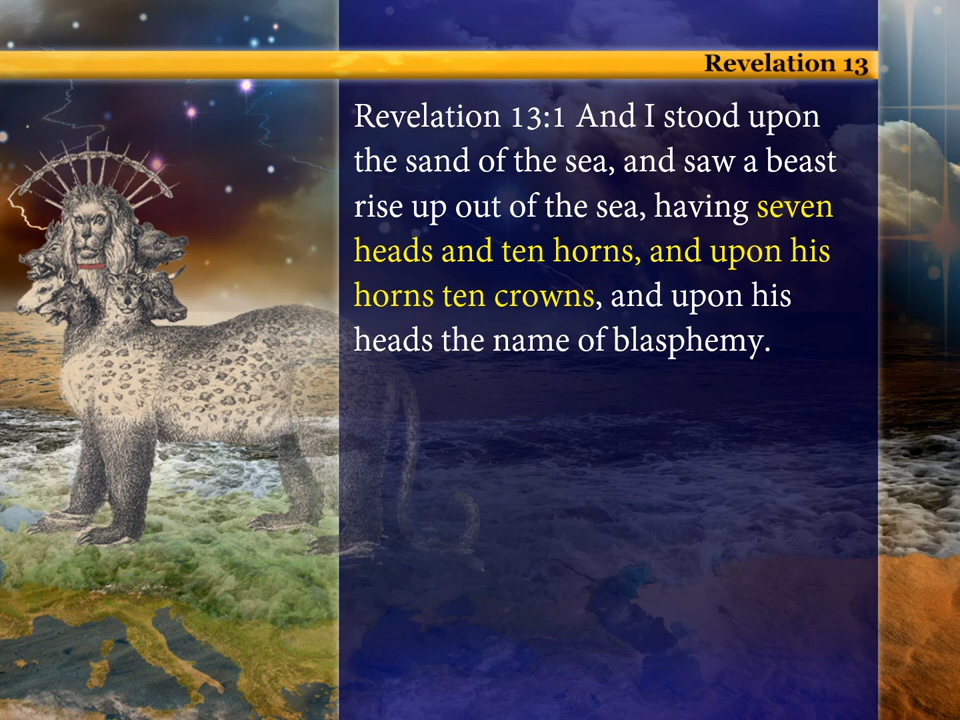 Revelation 13
Revelation 13:1 And I stood upon
the sand of the sea, and saw a beast
rise up out of the sea, having seven
heads and ten horns, and upon his
horns ten crowns, and upon his
heads the name of blasphemy.